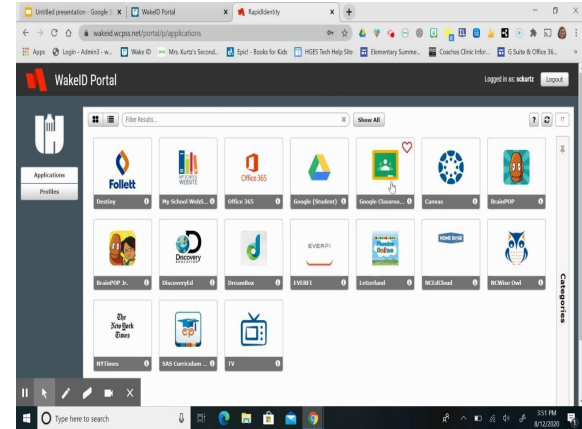 Untitled presentation - Google S
WakeID Portal
RapidIdentity
wakeid.wcpss.net/portal/p/applications
Apps
Login - Admin3 - w...
Wake ID
Mrs. Kurtz's Second...
Epic! - Books for Kids
HGES Tech Help Site
Elementary Summe...
Coaches Clinic Infor...
G Suite & Office 36...
WakeID Portal
Logged in as: sckurtz
Logout
Applications
Profiles
Filter Results...
Show All
?
Follett
MY SCHOOL
WEBSITE
Office 365
Destiny
My School WebS...
Office 365
Google (Student)
Google Classroo...
Canvas
BrainPOP
Discovery
EDUCATION
EVERFI
Phonics
Online
HOME BASE
BrainPOP Jr.
DiscoveryEd
DreamBox
EVERFI
Letterland
NCEdCloud
NCWise Owl
The
New York
Times
NYTimes
SAS Curriculum ...
TV
Categories
Type here to search
3:51 PM
8/12/2020